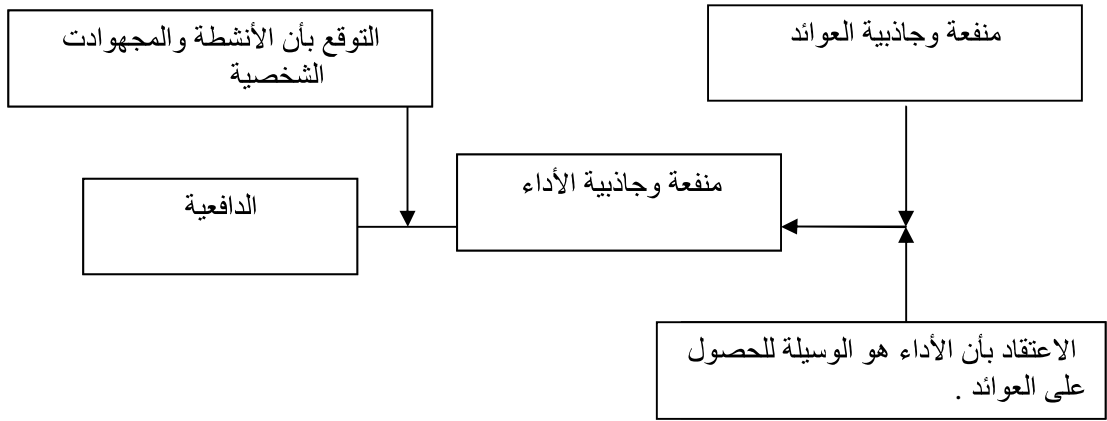 منفعة وجاذبية العوائد
التوقع بأن الأنشطة والمجهوادت
الشخصية
منفعة وجاذبية الأداء
الدافعية
الاعتقاد بأن الأداء هو الوسيلة للحصول
على العوائد .